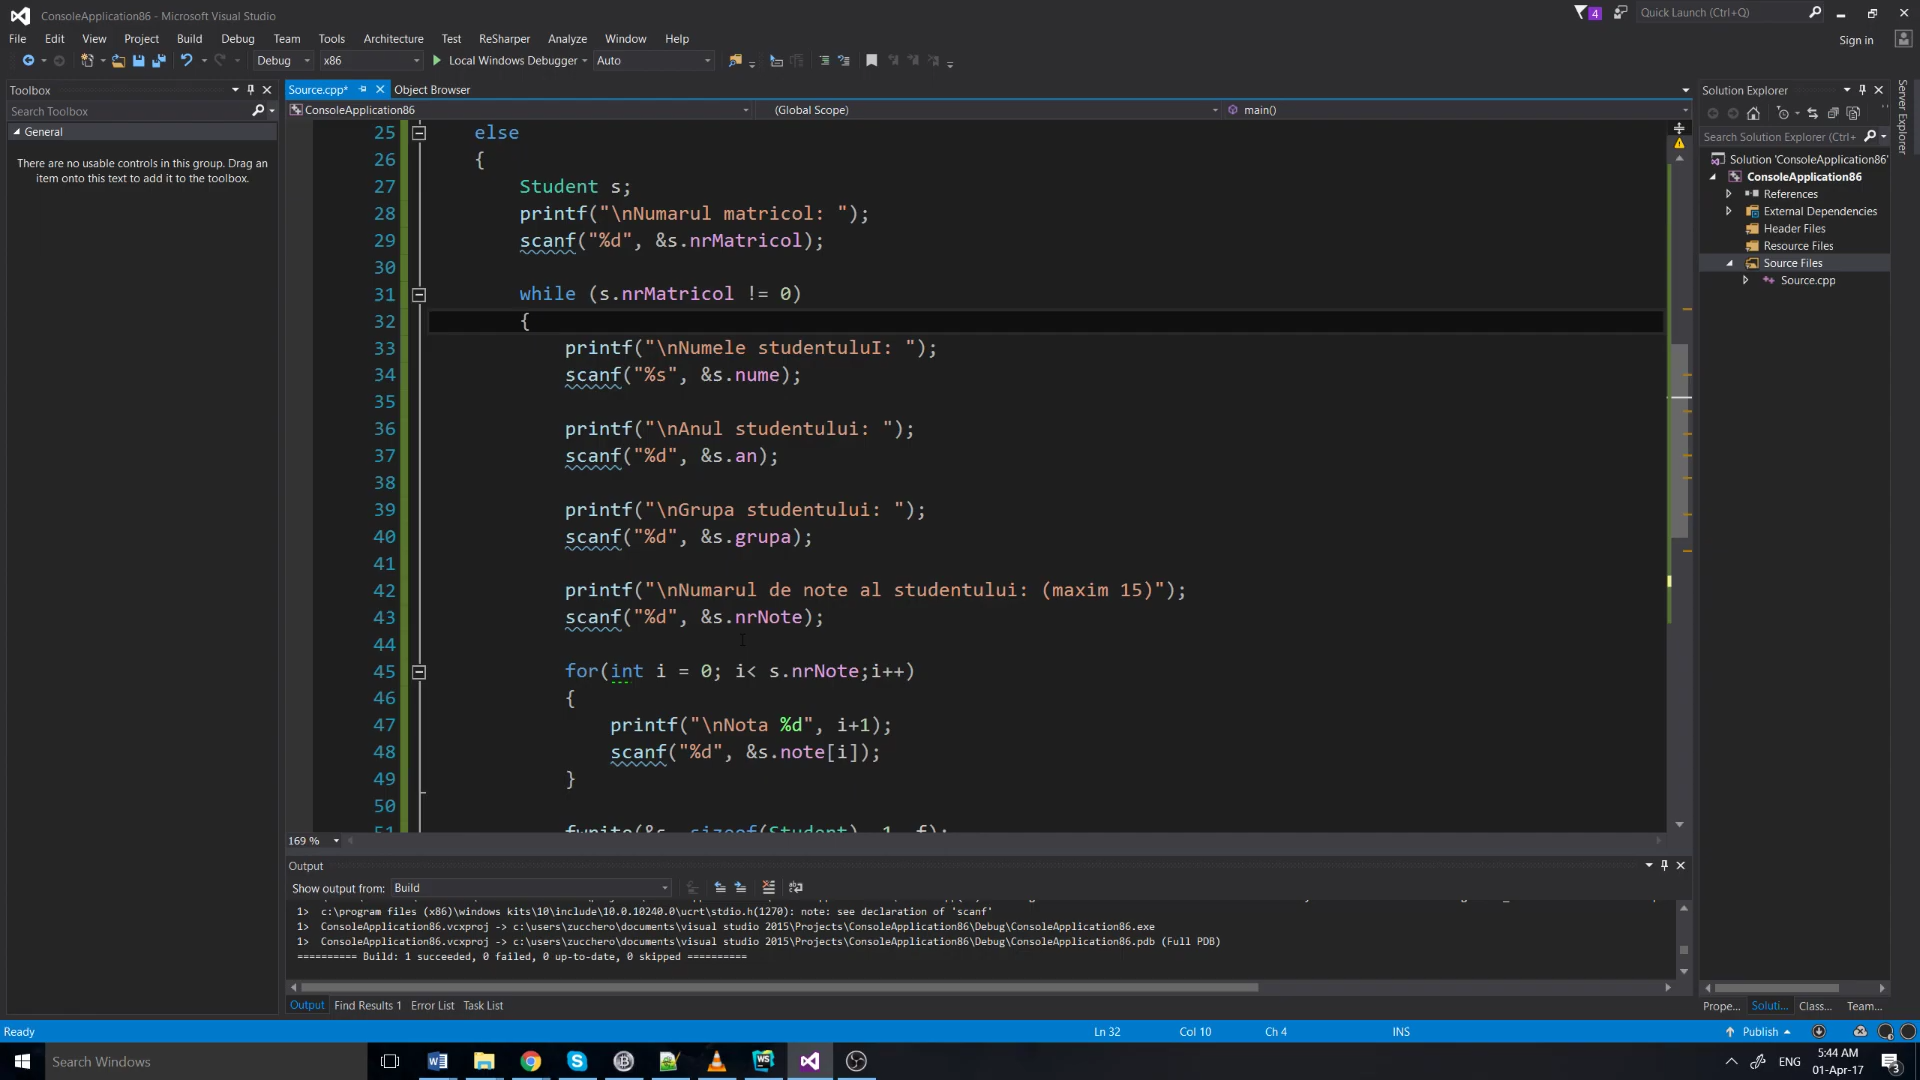 ConsoleApplication86 - Microsoft Visual Studio
4
Quick Launch (Ctrl+Q)
File Edit View Project Build Debug Team Tools Architecture Test ReSharper Analyze Window Help
Sign in
Debug x86 Local Windows Debugger Auto
Toolbox
Source.cpp* Object Browser
Solution Explorer
Server Explorer
Search Toolbox
ConsoleApplication86 (Global Scope) main()
General
Search Solution Explorer (Ctrl+
There are no usable controls in this group. Drag an
item onto this text to add it to the toolbox.
Solution 'ConsoleApplication86'
ConsoleApplication86
References
External Dependencies
Header Files
Resource Files
Source Files
Source.cpp
25 else
26 {
27 Student s;
28 printf("\nNumarul matricol: ");
29 scanf("%d", &s.nrMatricol);
30
31 while (s.nrMatricol != 0)
32 {
33 printf("\nNumele studentuluI: ");
34 scanf("%s", &s.nume);
35
36 printf("\nAnul studentului: ");
37 scanf("%d", &s.an);
38
39 printf("\nGrupa studentului: ");
40 scanf("%d", &s.grupa);
41
42 printf("\nNumarul de note al studentului: (maxim 15)");
43 scanf("%d", &s.nrNote);
44
45 for(int i = 0; i< s.nrNote;i++)
46 {
47 printf("\nNota %d", i+1);
48 scanf("%d", &s.note[i]);
49 }
50
51 fwrite(&s, sizeof(Student), 1, f);
169 %
Output
Show output from: Build
1> c:\program files (x86)\windows kits\10\include\10.0.10240.0\ucrt\stdio.h(1270): note: see declaration of 'scanf'
1> ConsoleApplication86.vcxproj -> c:\users\zucchero\documents\visual studio 2015\Projects\ConsoleApplication86\Debug\ConsoleApplication86.exe
1> ConsoleApplication86.vcxproj -> c:\users\zucchero\documents\visual studio 2015\Projects\ConsoleApplication86\Debug\ConsoleApplication86.pdb (Full PDB)
========== Build: 1 succeeded, 0 failed, 0 up-to-date, 0 skipped ==========
Output Find Results 1 Error List Task List
Prope... Soluti... Class... Team...
Ready Ln 32 Col 10 Ch 4 INS Publish
Search Windows
ENG
5:44 AM
01-Apr-17
3